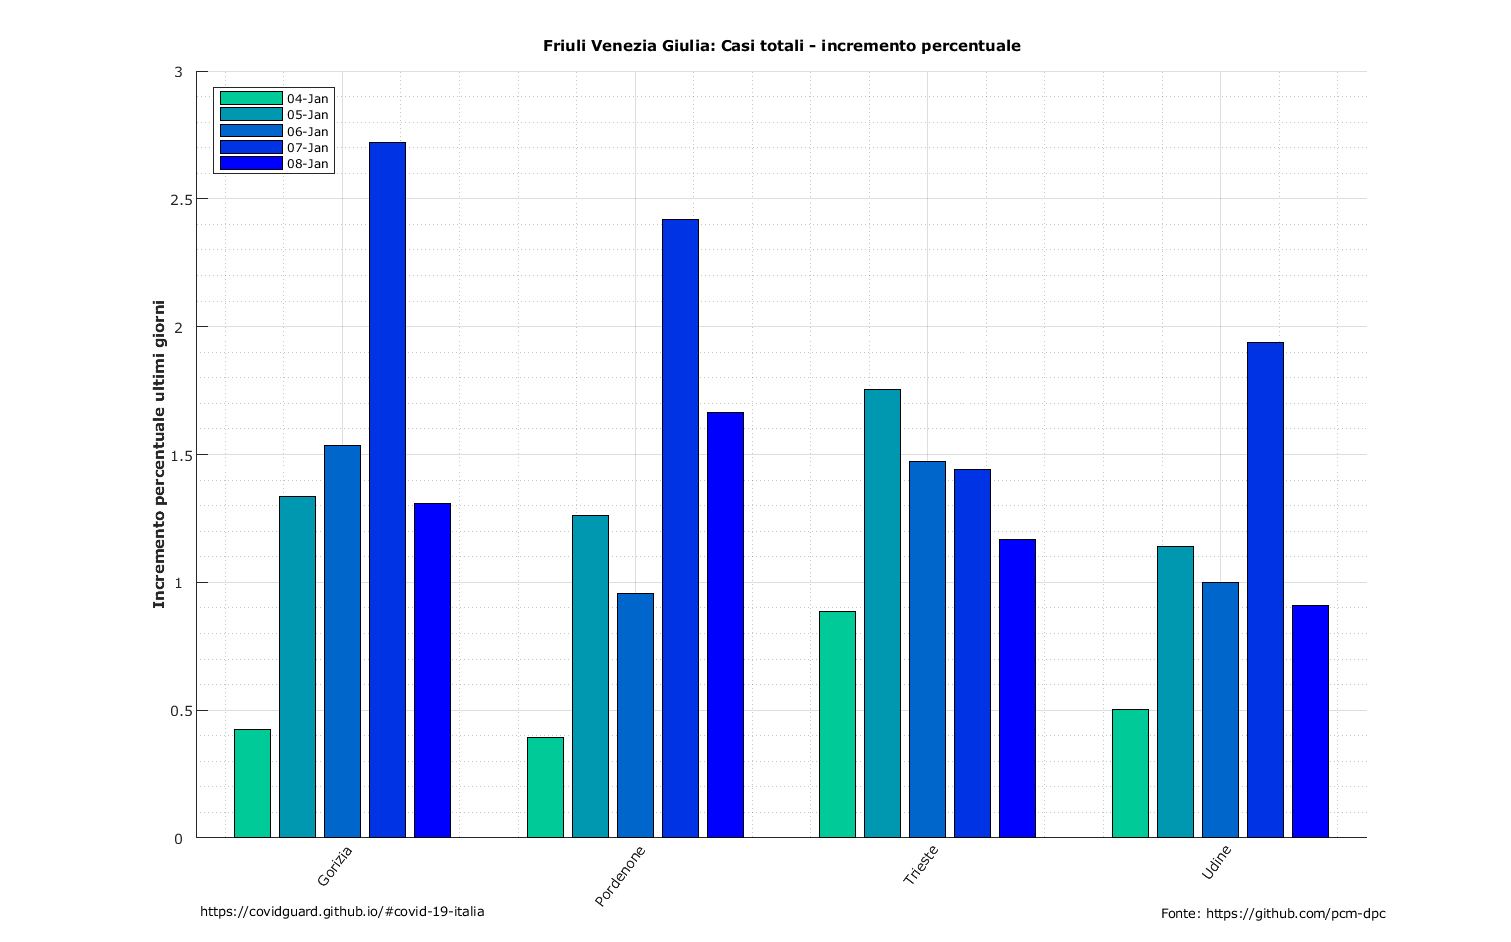 Friuli Venezia Giulia: Casi totali - incremento percentuale
3
04-Jan
05-Jan
06-Jan
07-Jan
08-Jan
2.5
2
1.5
1
0.5
0
Incremento percentuale ultimi giorni
Gorizia
Pordenone
Trieste
Udine
https://covidguard.github.io/#covid-19-italia
Fonte: https://github.com/pcm-dpc